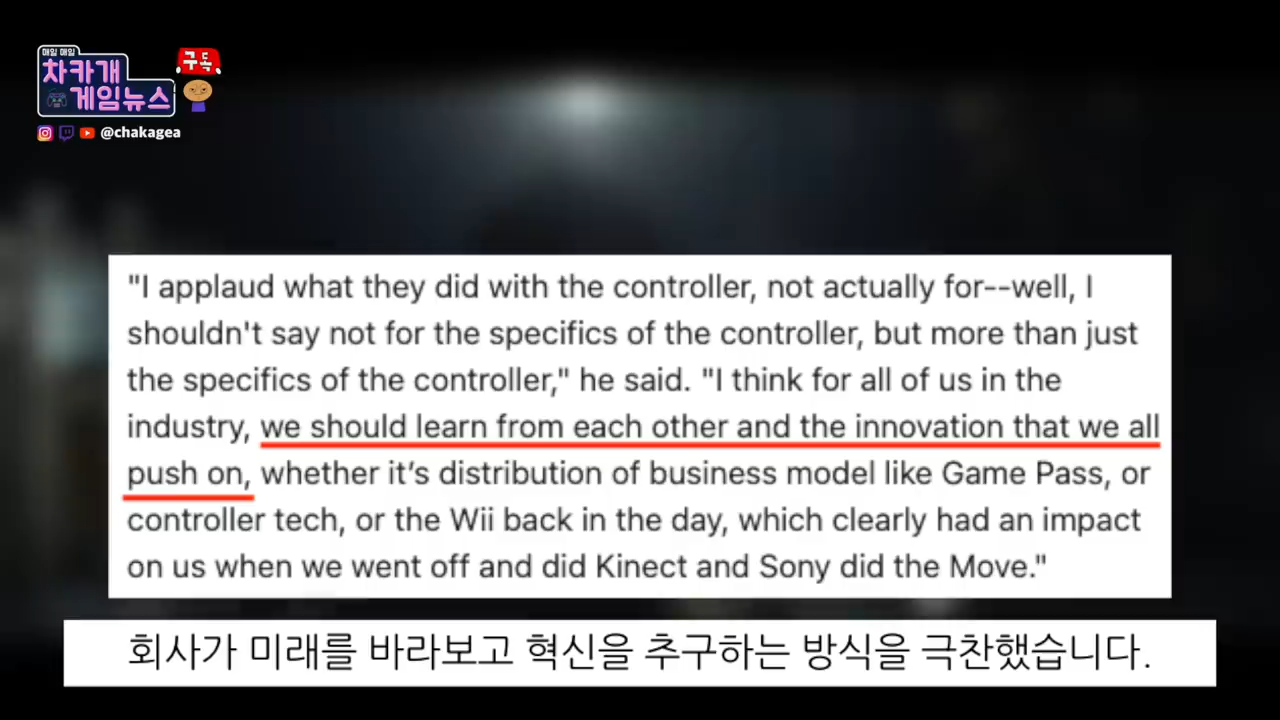 매일 매일
차카개
게임뉴스
구독
@chakagea
"I applaud what they did with the controller, not actually for--well, I
shouldn't say not for the specifics of the controller, but more than just
the specifics of the controller," he said. "I think for all of us in the
industry, we should learn from each other and the innovation that we all
push on, whether it’s distribution of business model like Game Pass, or
controller tech, or the Wii back in the day, which clearly had an impact
on us when we went off and did Kinect and Sony did the Move."
회사가 미래를 바라보고 혁신을 추구하는 방식을 극찬했습니다.